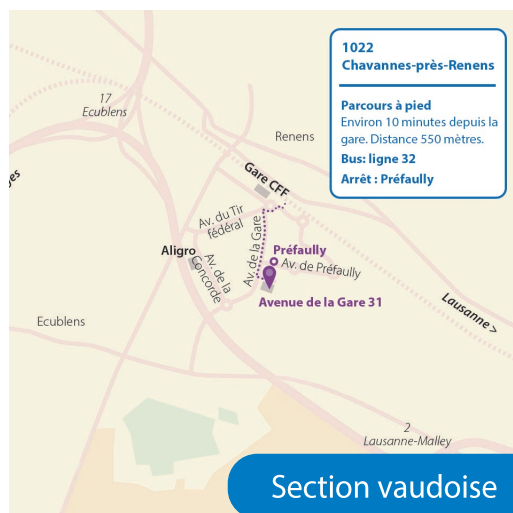 1022
Chavannes-près-Renens
Parcours à pied
Environ 10 minutes depuis la
gare. Distance 550 mètres.
Bus: ligne 32
Arrêt : Préfaully
17
Ecublens
Renens
Gare CFF
Av. du Tir
fédéral
Av. de la Gare
Préfaully
Av. de Préfaully
Aligro
Av. de la
Concorde
Avenue de la Gare 31
Lausanne >
Ecublens
2
Lausanne-Malley
Section vaudoise